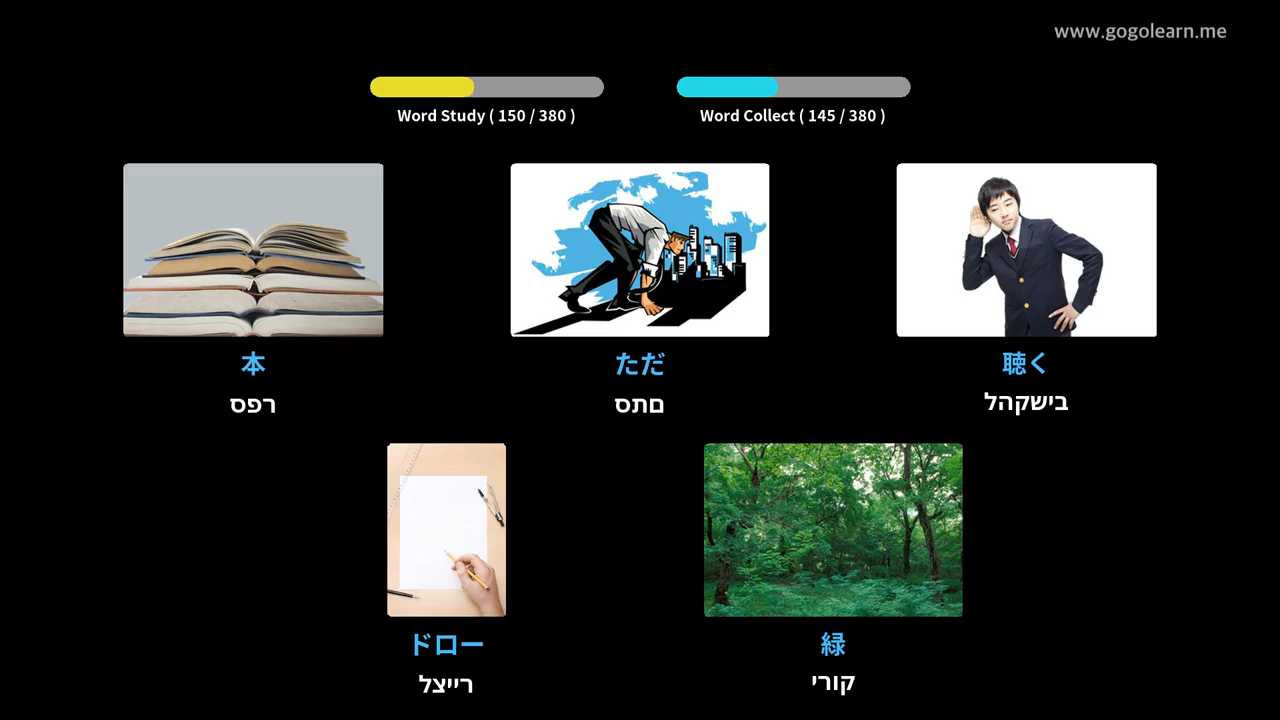 www.gogolearn.me
Word Study ( 150 / 380 )
Word Collect ( 145 / 380 )
本
רפס
ただ
םתס
聴く
בישקהל
ドロー
רייצל
緑
קורי